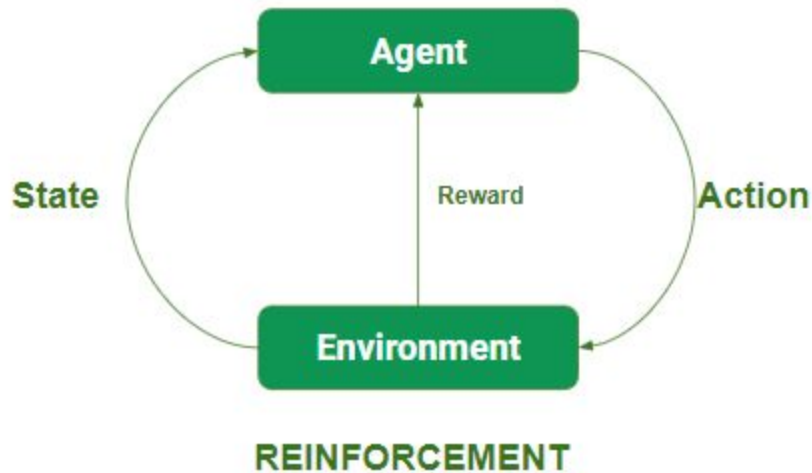 Agent
State
Reward
Action
Environment
REINFORCEMENT